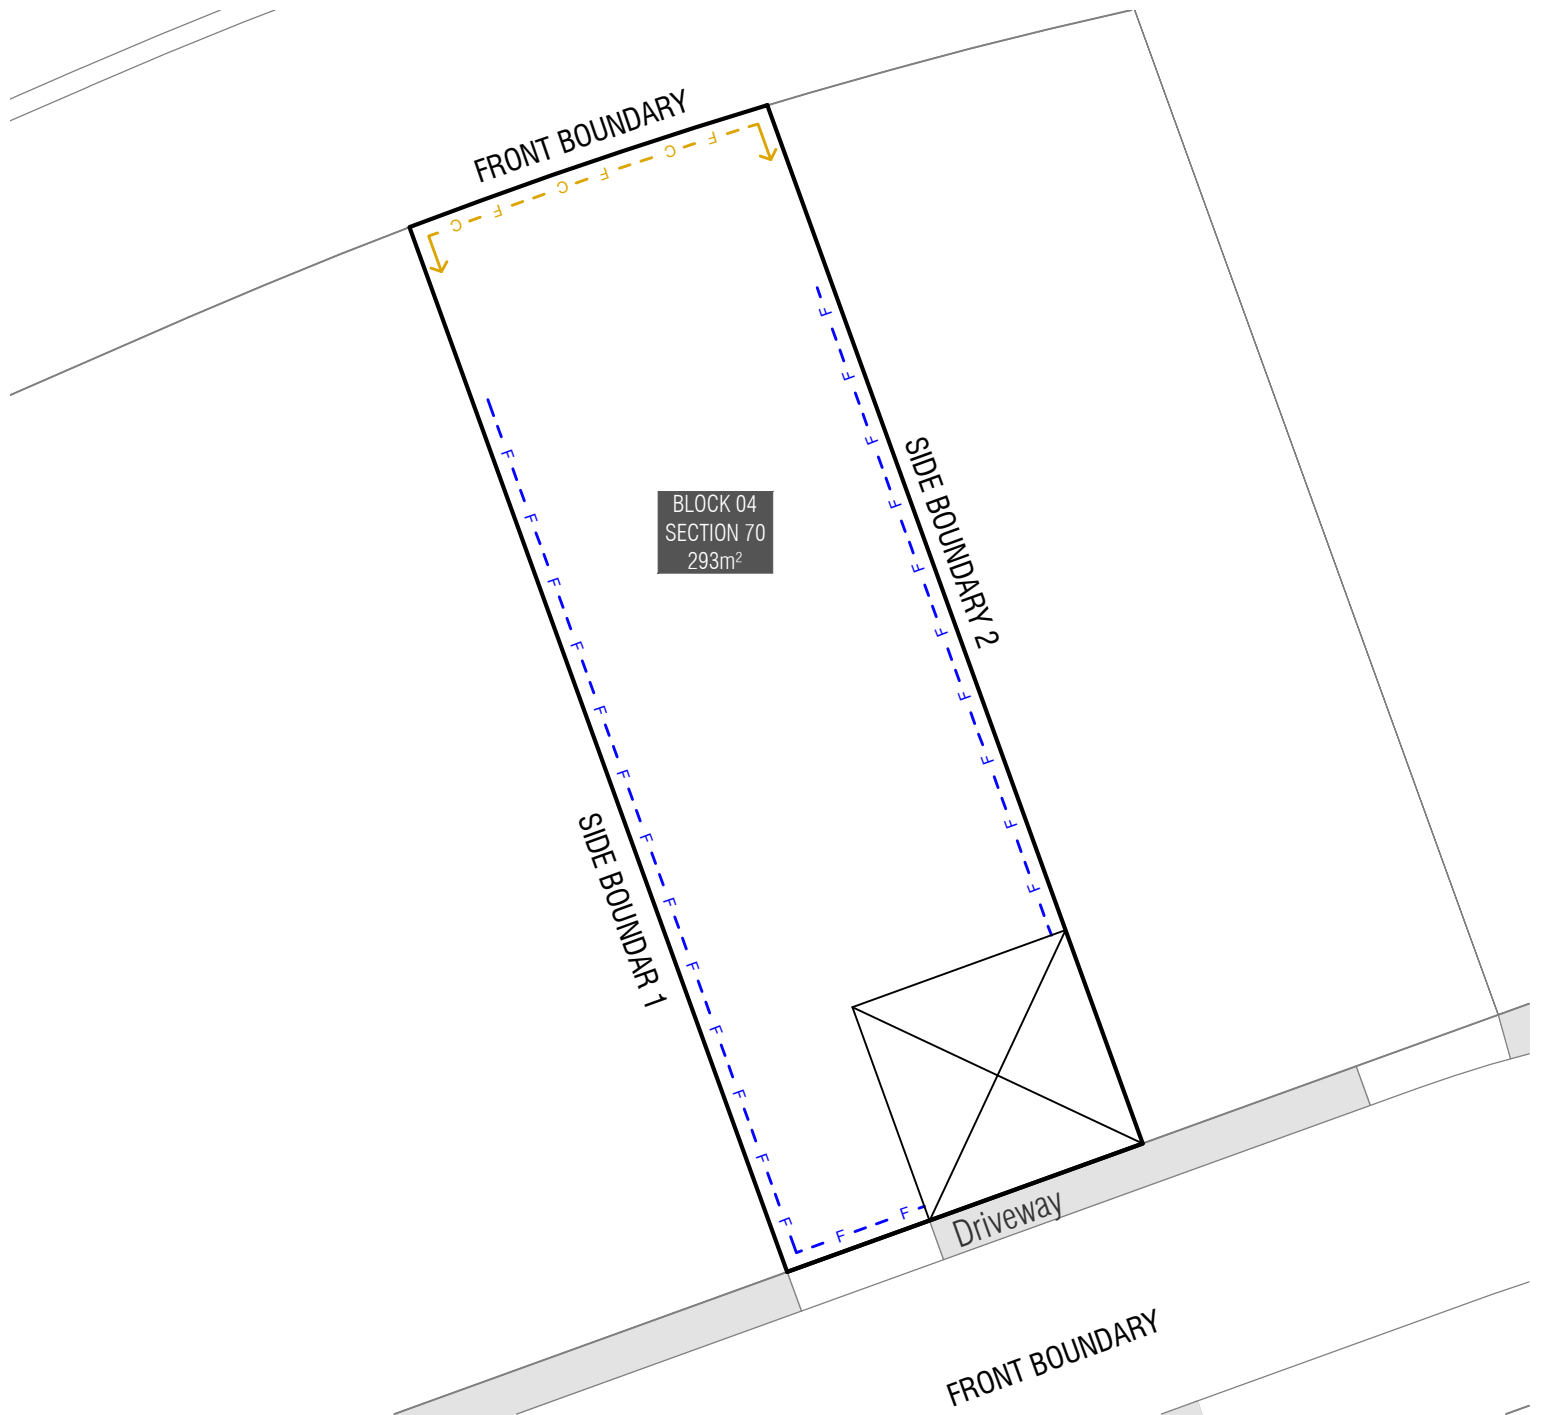 FRONT BOUNDARY
C F C F C F
F F F F F F F F F F
BLOCK 04
SECTION 70
293m²
SIDE BOUNDARY 2
F F F F F F F F F F F F F
SIDE BOUNDAR 1
F F
Driveway
FRONT BOUNDARY